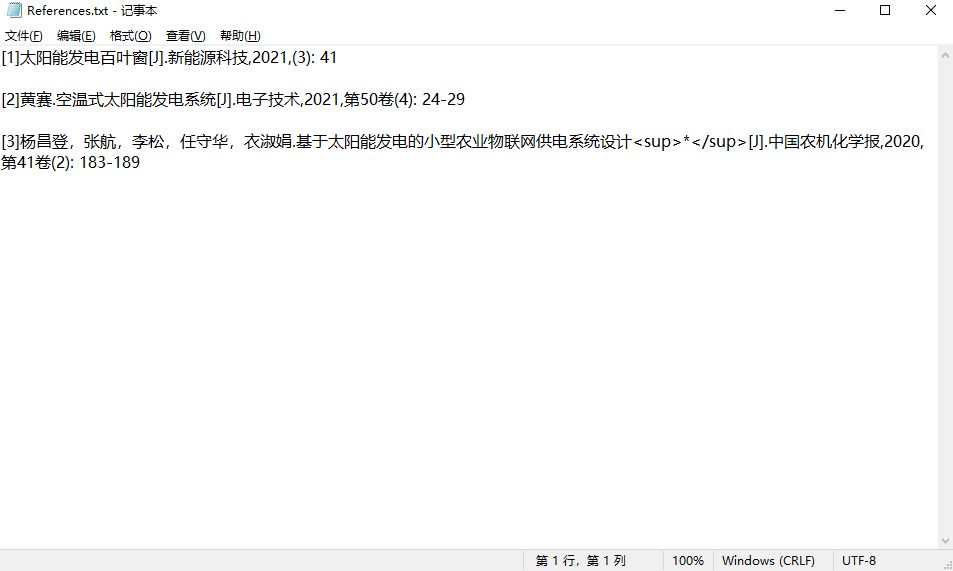 References.txt - 记事本
文件(F) 编辑(E) 格式(O) 查看(V) 帮助(H)
[1]太阳能发电百叶窗[J].新能源科技,2021,(3): 41
[2]黄赛.空温式太阳能发电系统[J].电子技术,2021,第50卷(4): 24-29
[3]杨昌登，张航，李松，任守华，衣淑娟.基于太阳能发电的小型农业物联网供电系统设计<sup>*</sup>[J].中国农机化学报,2020,
第41卷(2): 183-189
第 1 行，第 1 列 100% Windows (CRLF) UTF-8